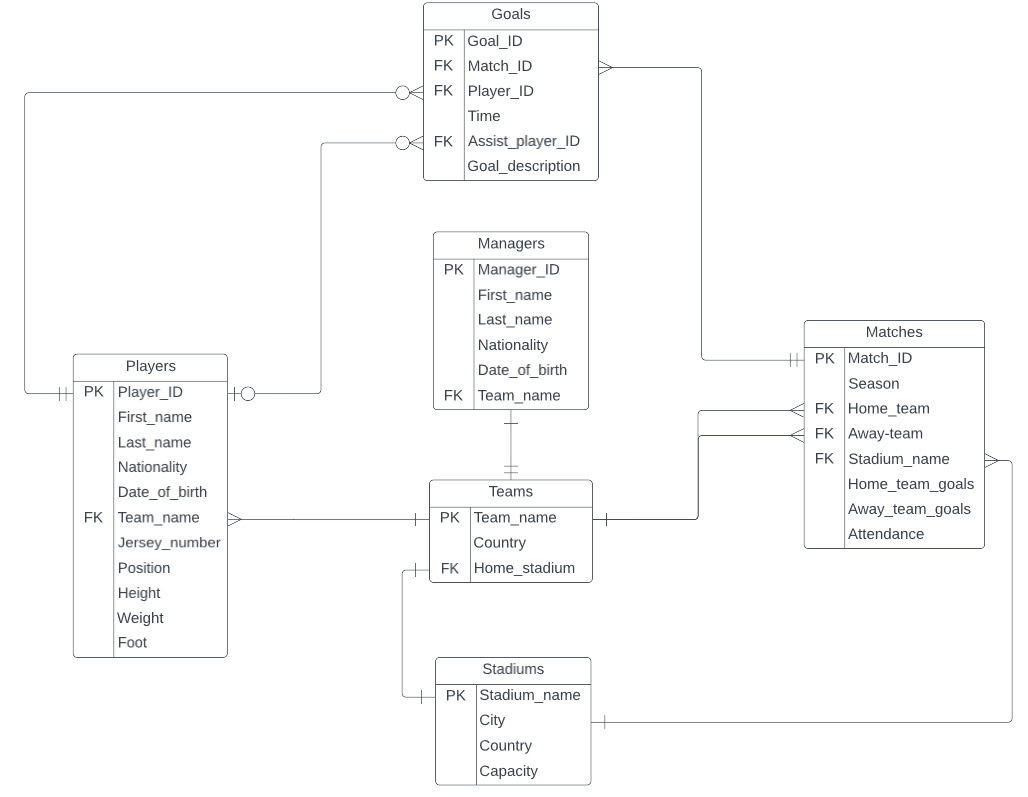 Goals
PK Goal_ID
FK Match_ID
FK Player_ID
Time
FK Assist_player_ID
Goal_description
Managers
PK Manager_ID
First_name
Last_name
Nationality
Date_of_birth
FK Team_name
Players
PK Player_ID
First_name
Last_name
Nationality
Date_of_birth
FK Team_name
Jersey_number
Position
Height
Weight
Foot
Matches
PK Match_ID
Season
FK Home_team
FK Away-team
FK Stadium_name
Home_team_goals
Away_team_goals
Attendance
Teams
PK Team_name
Country
FK Home_stadium
Stadiums
PK Stadium_name
City
Country
Capacity